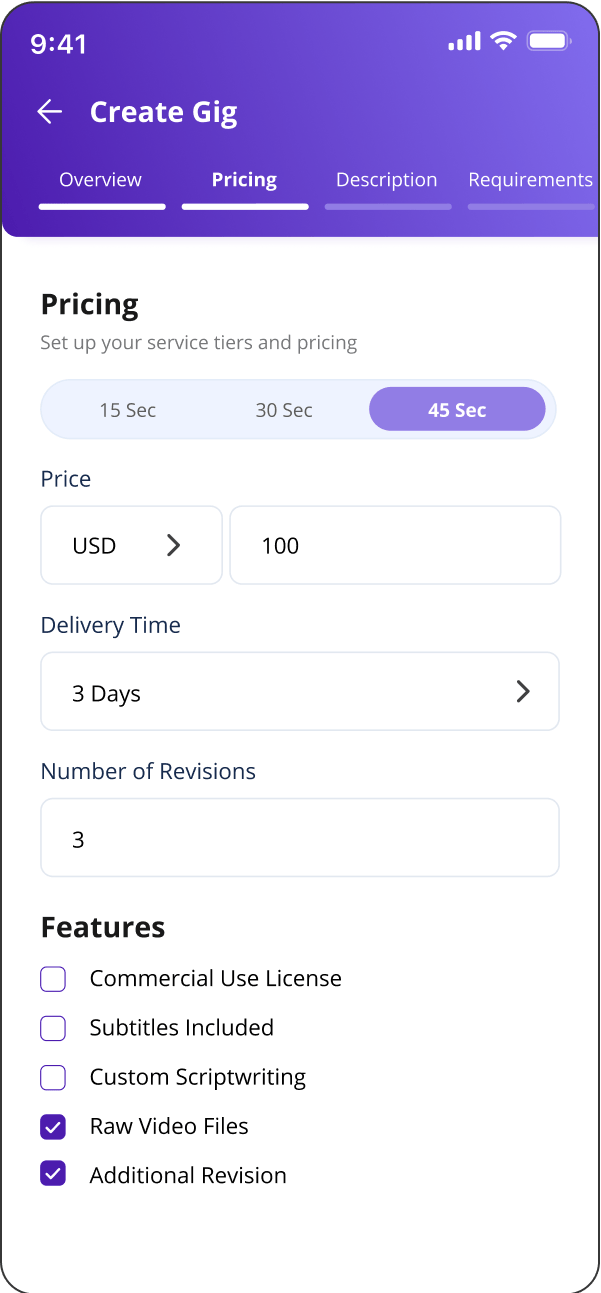 9:41
Create Gig
Overview Pricing Description Requirements
Pricing
Set up your service tiers and pricing
15 Sec 30 Sec 45 Sec
Price
USD 100
Delivery Time
3 Days
Number of Revisions
3
Features
Commercial Use License
Subtitles Included
Custom Scriptwriting
Raw Video Files
Additional Revision